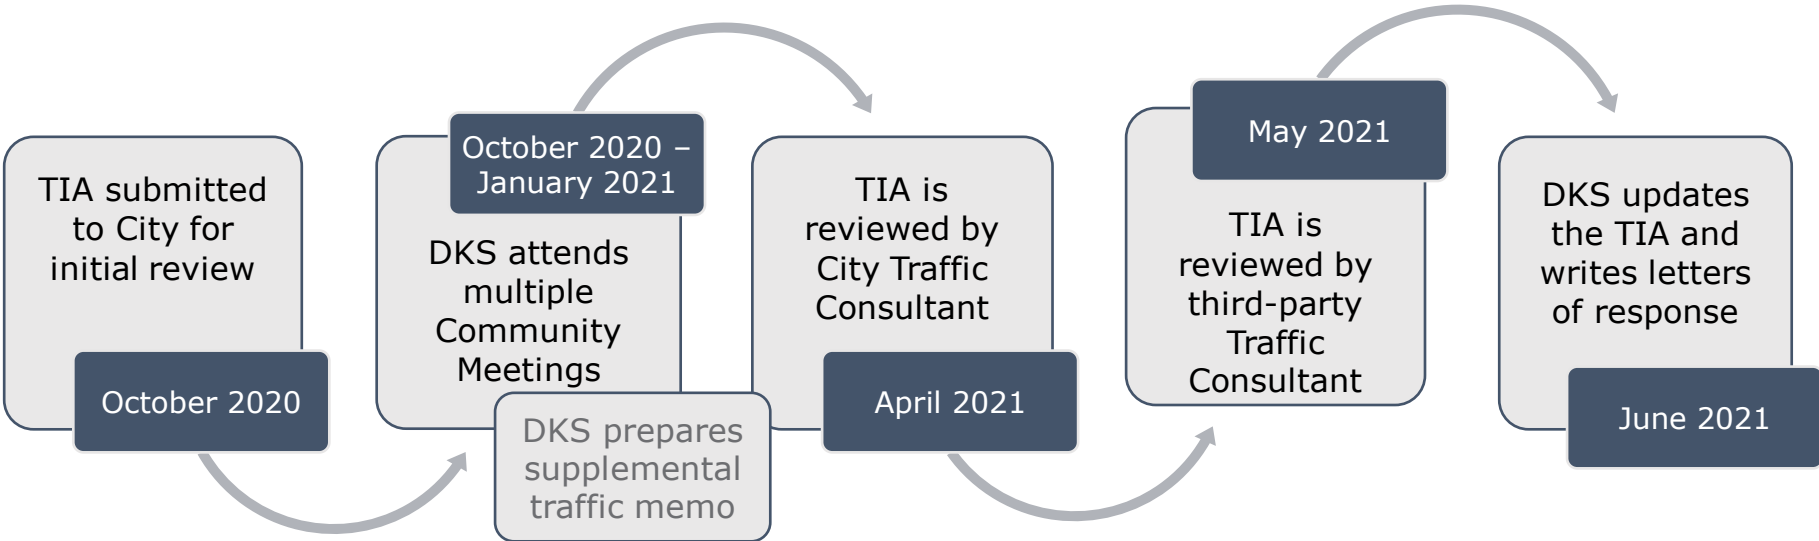 TIA submitted
to City for
initial review
October 2020
October 2020 –
January 2021
DKS attends
multiple
Community
Meetings
DKS prepares
supplemental
traffic memo
TIA is
reviewed by
City Traffic
Consultant
April 2021
May 2021
TIA is
reviewed by
third-party
Traffic
Consultant
DKS updates
the TIA and
writes letters
of response
June 2021